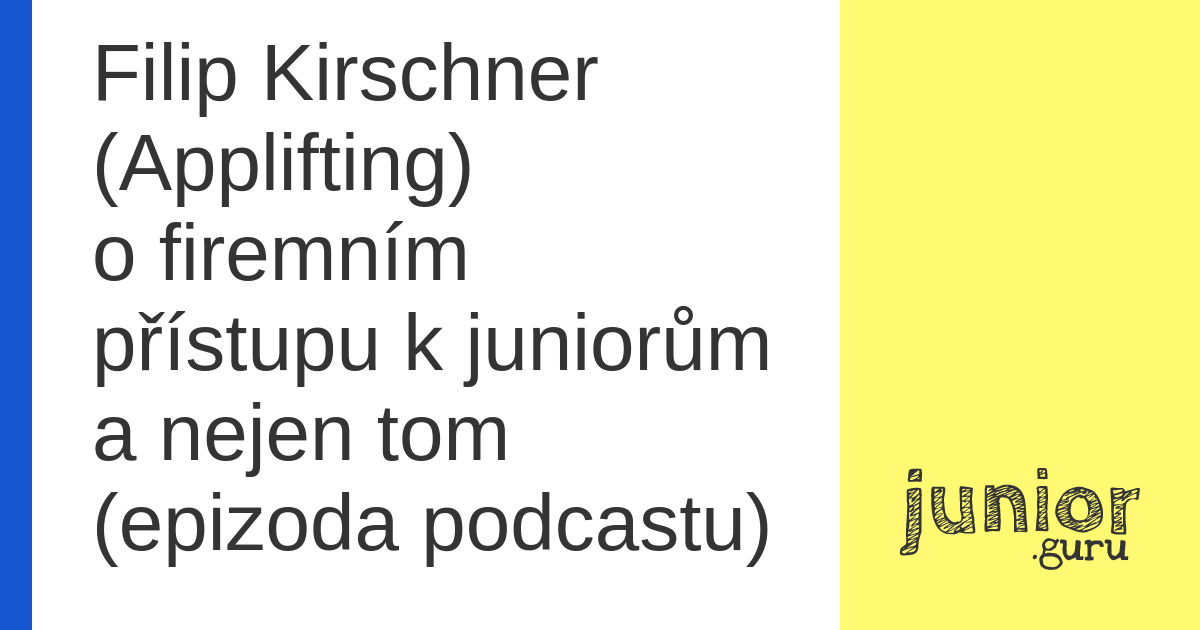 Filip Kirschner
(Applifting)
o firemním
přístupu k juniorům
a nejen tom
(epizoda podcastu)
junior
.guru